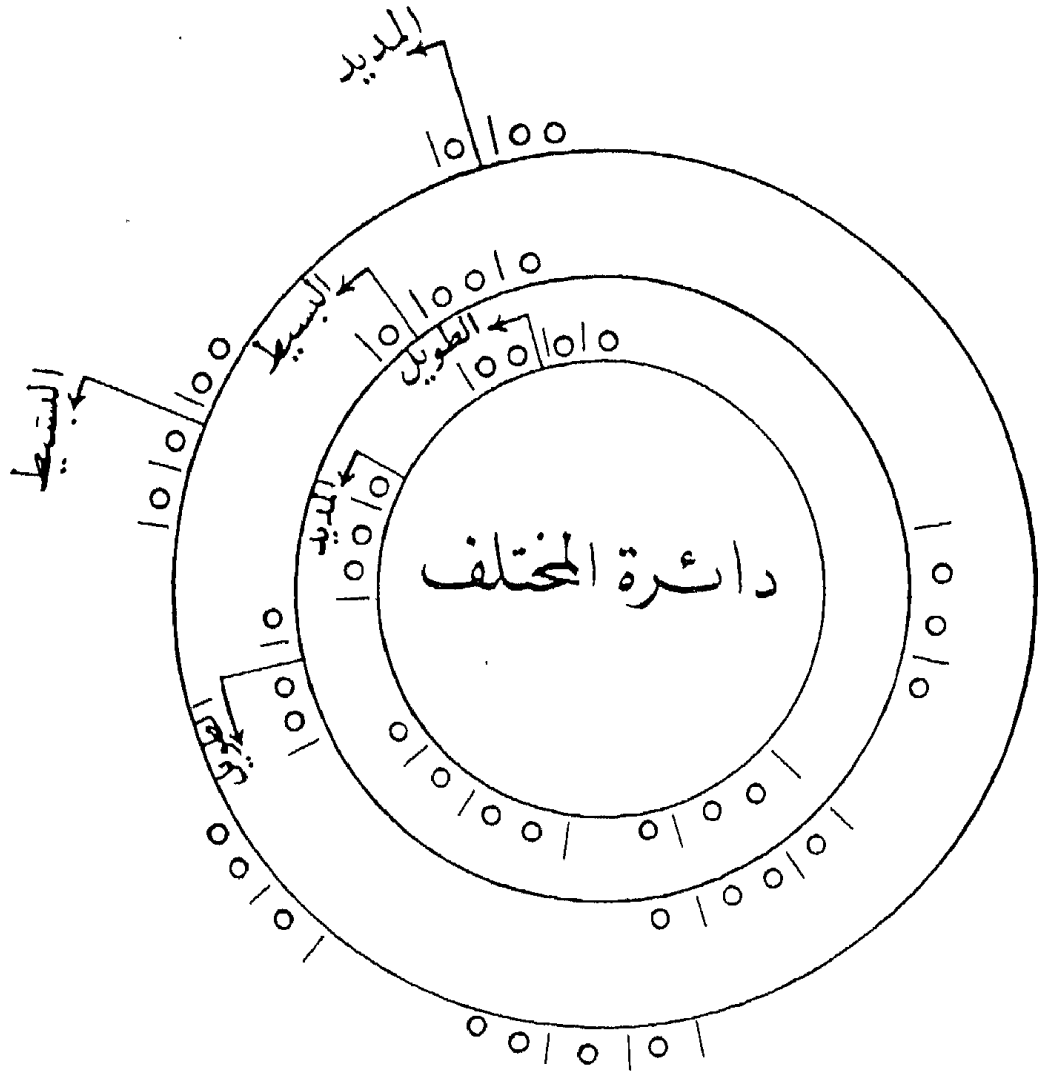 المديد
البسيط
الطويل
البسيط
المديد
دائرة المختلف
الطويل